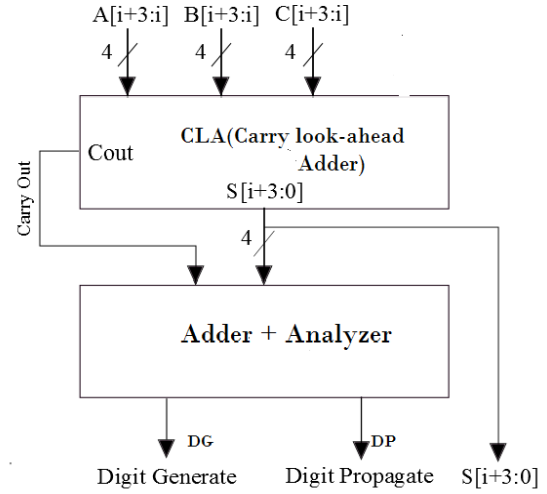 A[i+3:i] B[i+3:i] C[i+3:i]
4 4 4
CLA(Carry look-ahead
Adder)
Cout
S[i+3:0]
Carry Out
4
Adder + Analyzer
DG DP
Digit Generate Digit Propagate S[i+3:0]